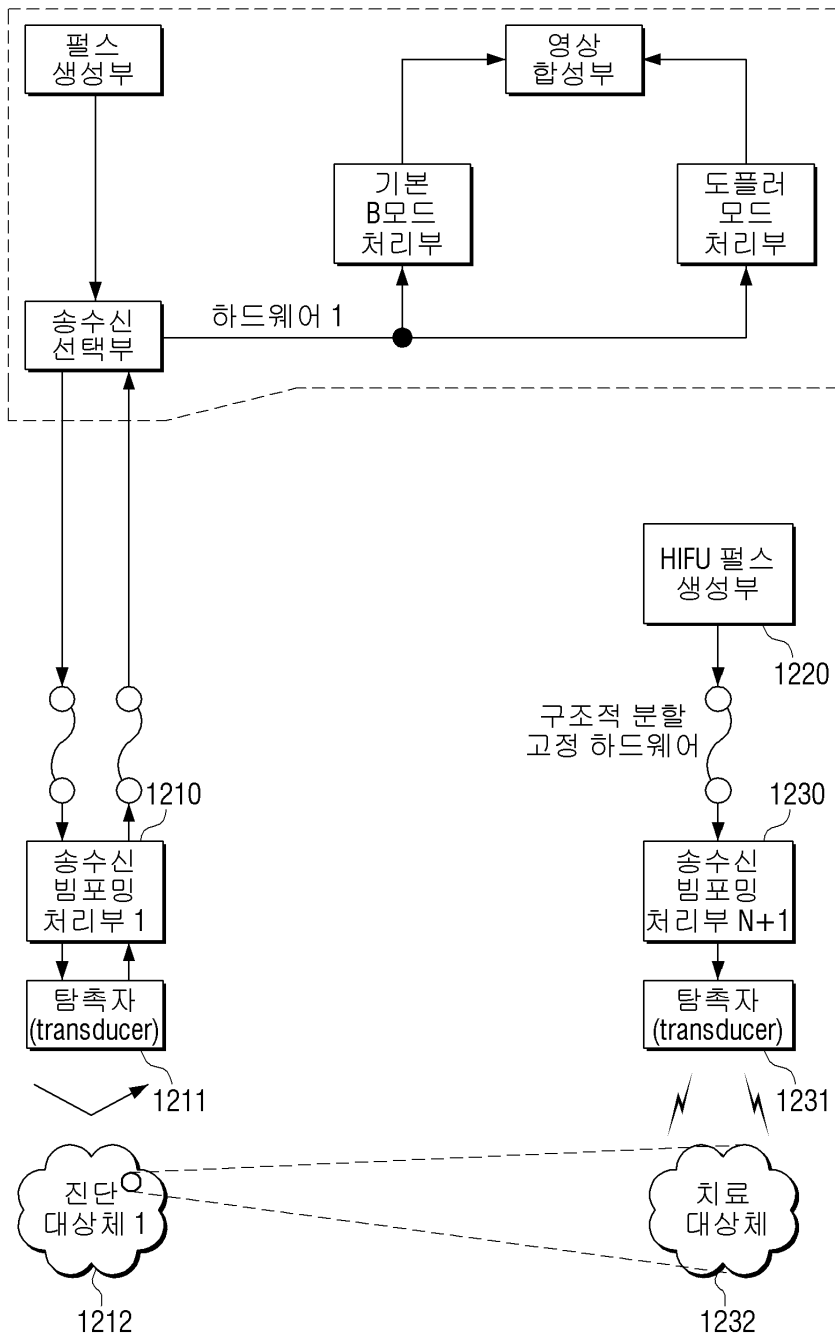 펄스
생성부
영상
합성부
기본
B모드
처리부
도플러
모드
처리부
송수신
선택부
하드웨어 1
HIFU 펄스
생성부
1220
구조적 분할
고정 하드웨어
1210
송수신
빔포밍
처리부 1
1230
송수신
빔포밍
처리부 N+1
탐촉자
(transducer)
1211
탐촉자
(transducer)
1231
진단
대상체 1
1212
치료
대상체
1232